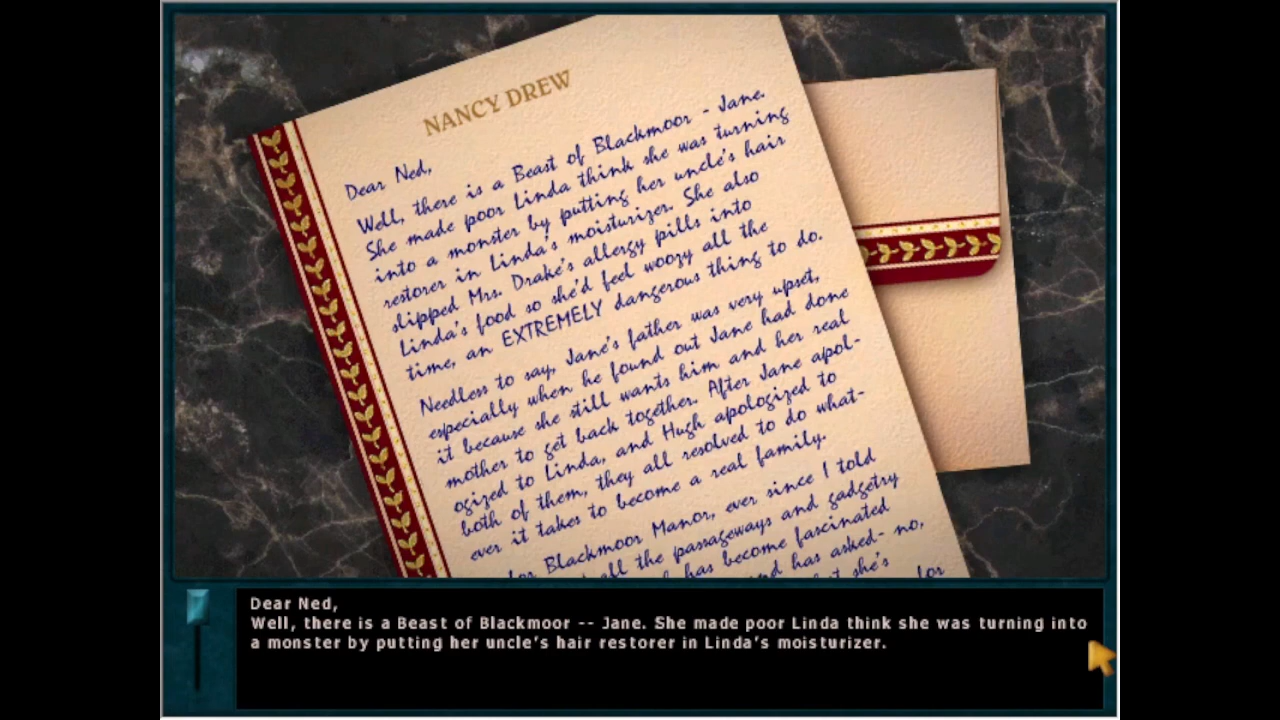 NANCY DREW
Dear Ned,
Well, there is a Beast of Blackmoor - Jane.
She made poor Linda think she was turning
into a monster by putting her uncle's hair
restorer in Linda's moisturizer. She also
slipped Mrs. Drake's allergy pills into
Linda's food so she'd feel woozy all the
time, an EXTREMELY dangerous thing to do.
Needless to say, Jane's father was very upset,
especially when he found out Jane had done
it because she still wants him and her real
mother to get back together. After Jane apol-
ogized to Linda, and Hugh apologized to
both of them, they all resolved to do what-
ever it takes to become a real family.
for Blackmoor Manor, ever since I told
all the passageways and gadgetry
has become fascinated
and has asked- no,
she's
for
Dear Ned,
Well, there is a Beast of Blackmoor -- Jane. She made poor Linda think she was turning into
a monster by putting her uncle's hair restorer in Linda's moisturizer.